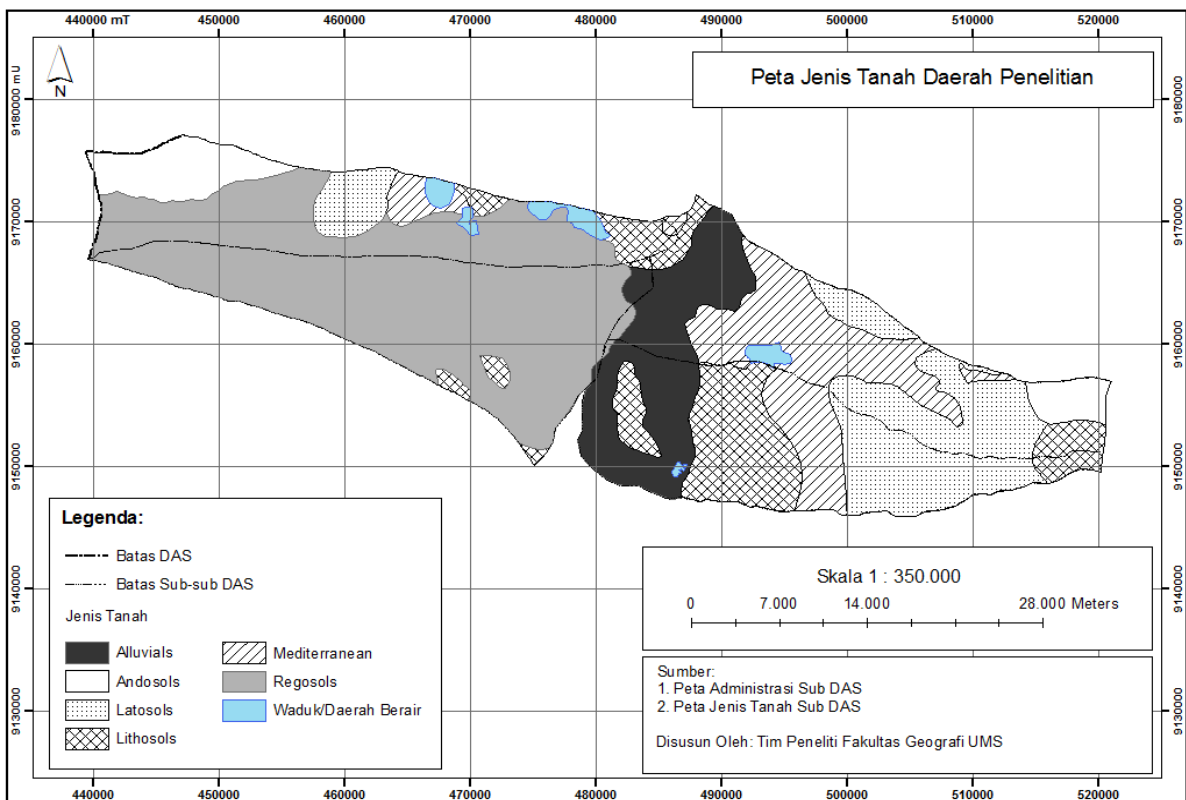 440000 mT 450000 460000 470000 480000 490000 500000 510000 520000
Peta Jenis Tanah Daerah Penelitian
N
9180000 m U
9170000
9160000
9150000
9140000
9130000
9180000
9170000
9160000
9150000
9140000
9130000
Legenda:
Batas DAS
Batas Sub-sub DAS
Jenis Tanah
Alluvials
Andosols
Latosols
Lithosols
Mediterranean
Regosols
Waduk/Daerah Berair
Skala 1 : 350.000
0 7.000 14.000 28.000 Meters
Sumber:
1. Peta Administrasi Sub DAS
2. Peta Jenis Tanah Sub DAS
Disusun Oleh: Tim Peneliti Fakultas Geografi UMS
440000 450000 460000 470000 480000 490000 500000 510000 520000